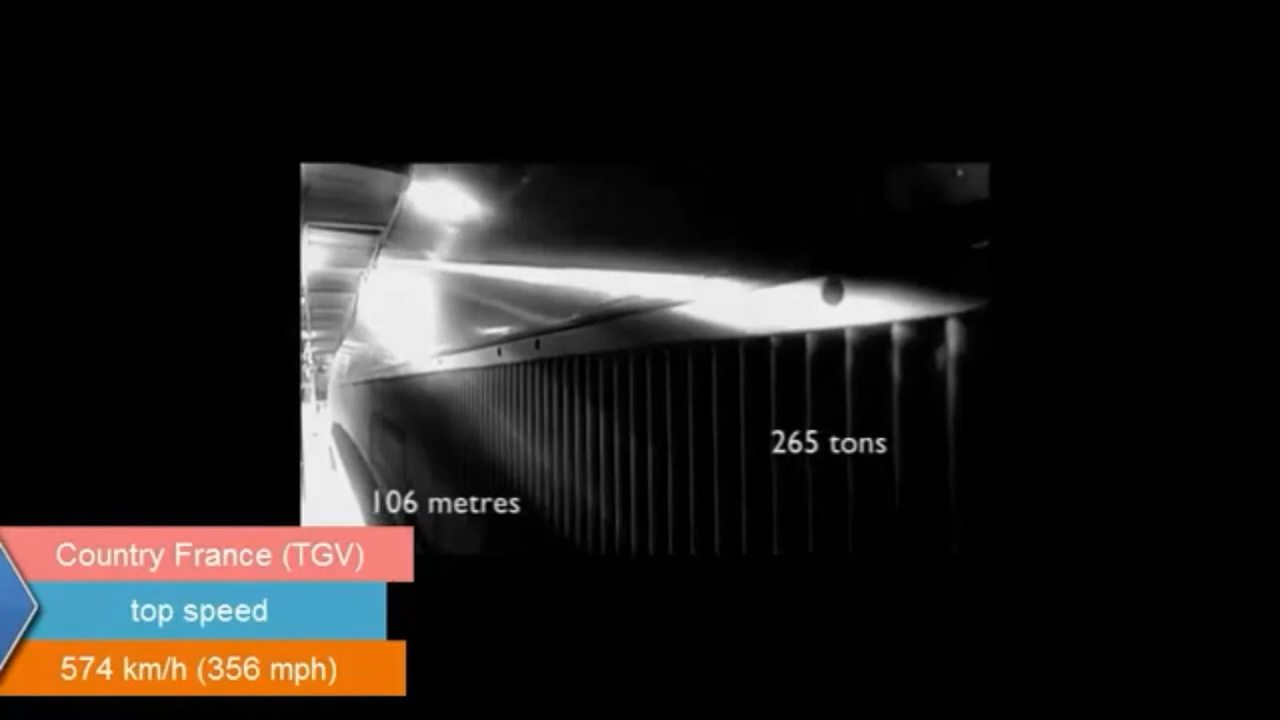 265 tons
106 metres
Country France (TGV)
top speed
574 km/h (356 mph)